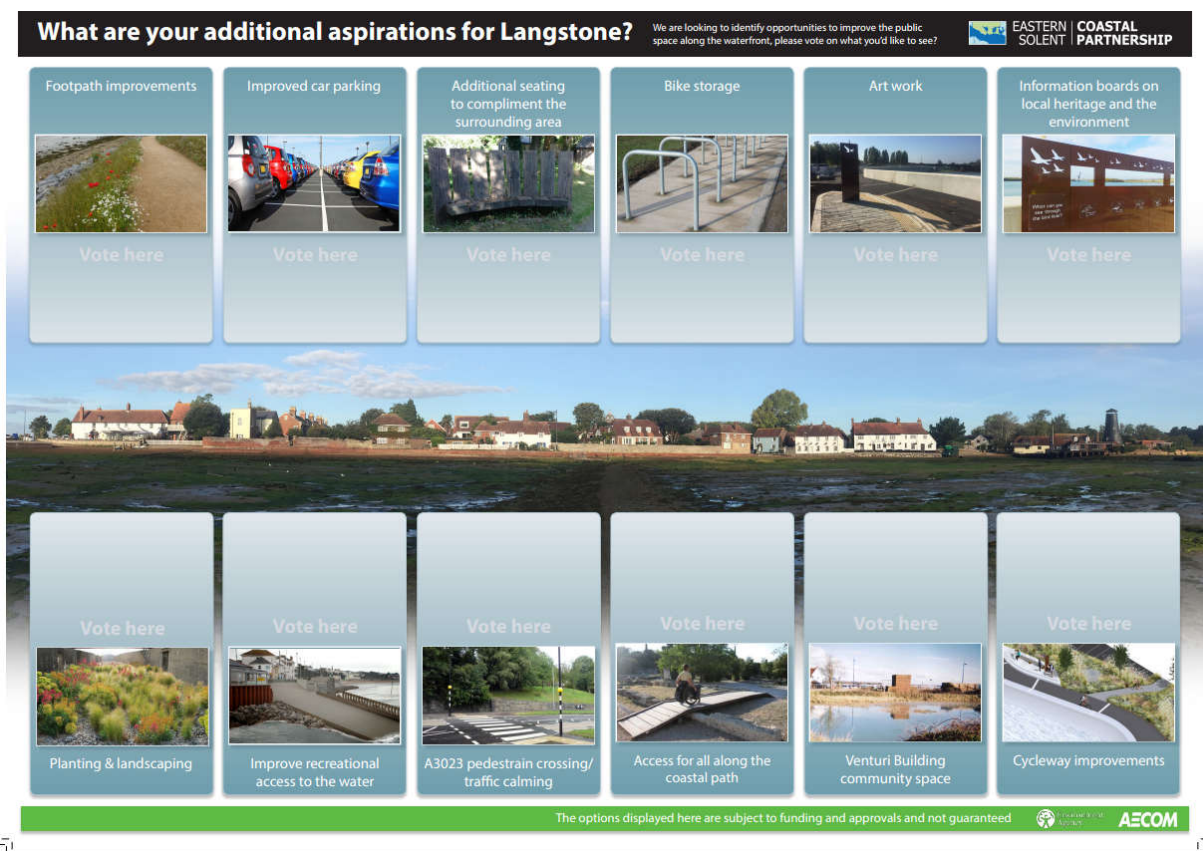 What are your additional aspirations for Langstone?
We are looking to identify opportunities to improve the public
space along the waterfront, please vote on what you'd like to see?
EASTERN SOLENT
COASTAL PARTNERSHIP
Footpath improvements
Vote here
Improved car parking
Vote here
Additional seating
to compliment the
surrounding area
Vote here
Bike storage
Vote here
Art work
Vote here
Information boards on
local heritage and the
environment
What can you
see through
Vote here
Vote here
Planting & landscaping
Vote here
Improve recreational
access to the water
Vote here
A3023 pedestrain crossing/
traffic calming
Vote here
Access for all along the
coastal path
Vote here
Venturi Building
community space
Vote here
Cycleway improvements
The options displayed here are subject to funding and approvals and not guaranteed
AECOM